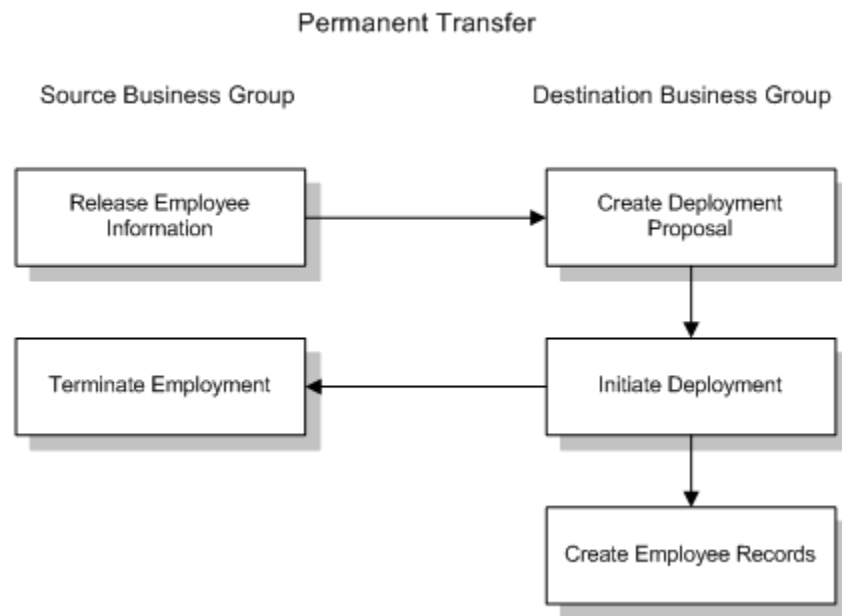 Permanent Transfer
Source Business Group
Destination Business Group
Release Employee
Information
Create Deployment
Proposal
Terminate Employment
Initiate Deployment
Create Employee Records